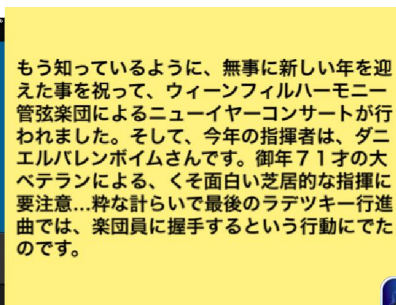 もう知っているように、無事に新しい年を迎
えた事を祝って、ウィーンフィルハーモニー
管弦楽団によるニューイヤーコンサートが行
われました。そして、今年の指揮者は、ダニ
エルバレンボイムさんです。御年７１才の大
ベテランによる、くそ面白い芝居的な指揮に
要注意...粋な計らいで最後のラデツキー行進
曲では、楽団員に握手するという行動にでた
のです。